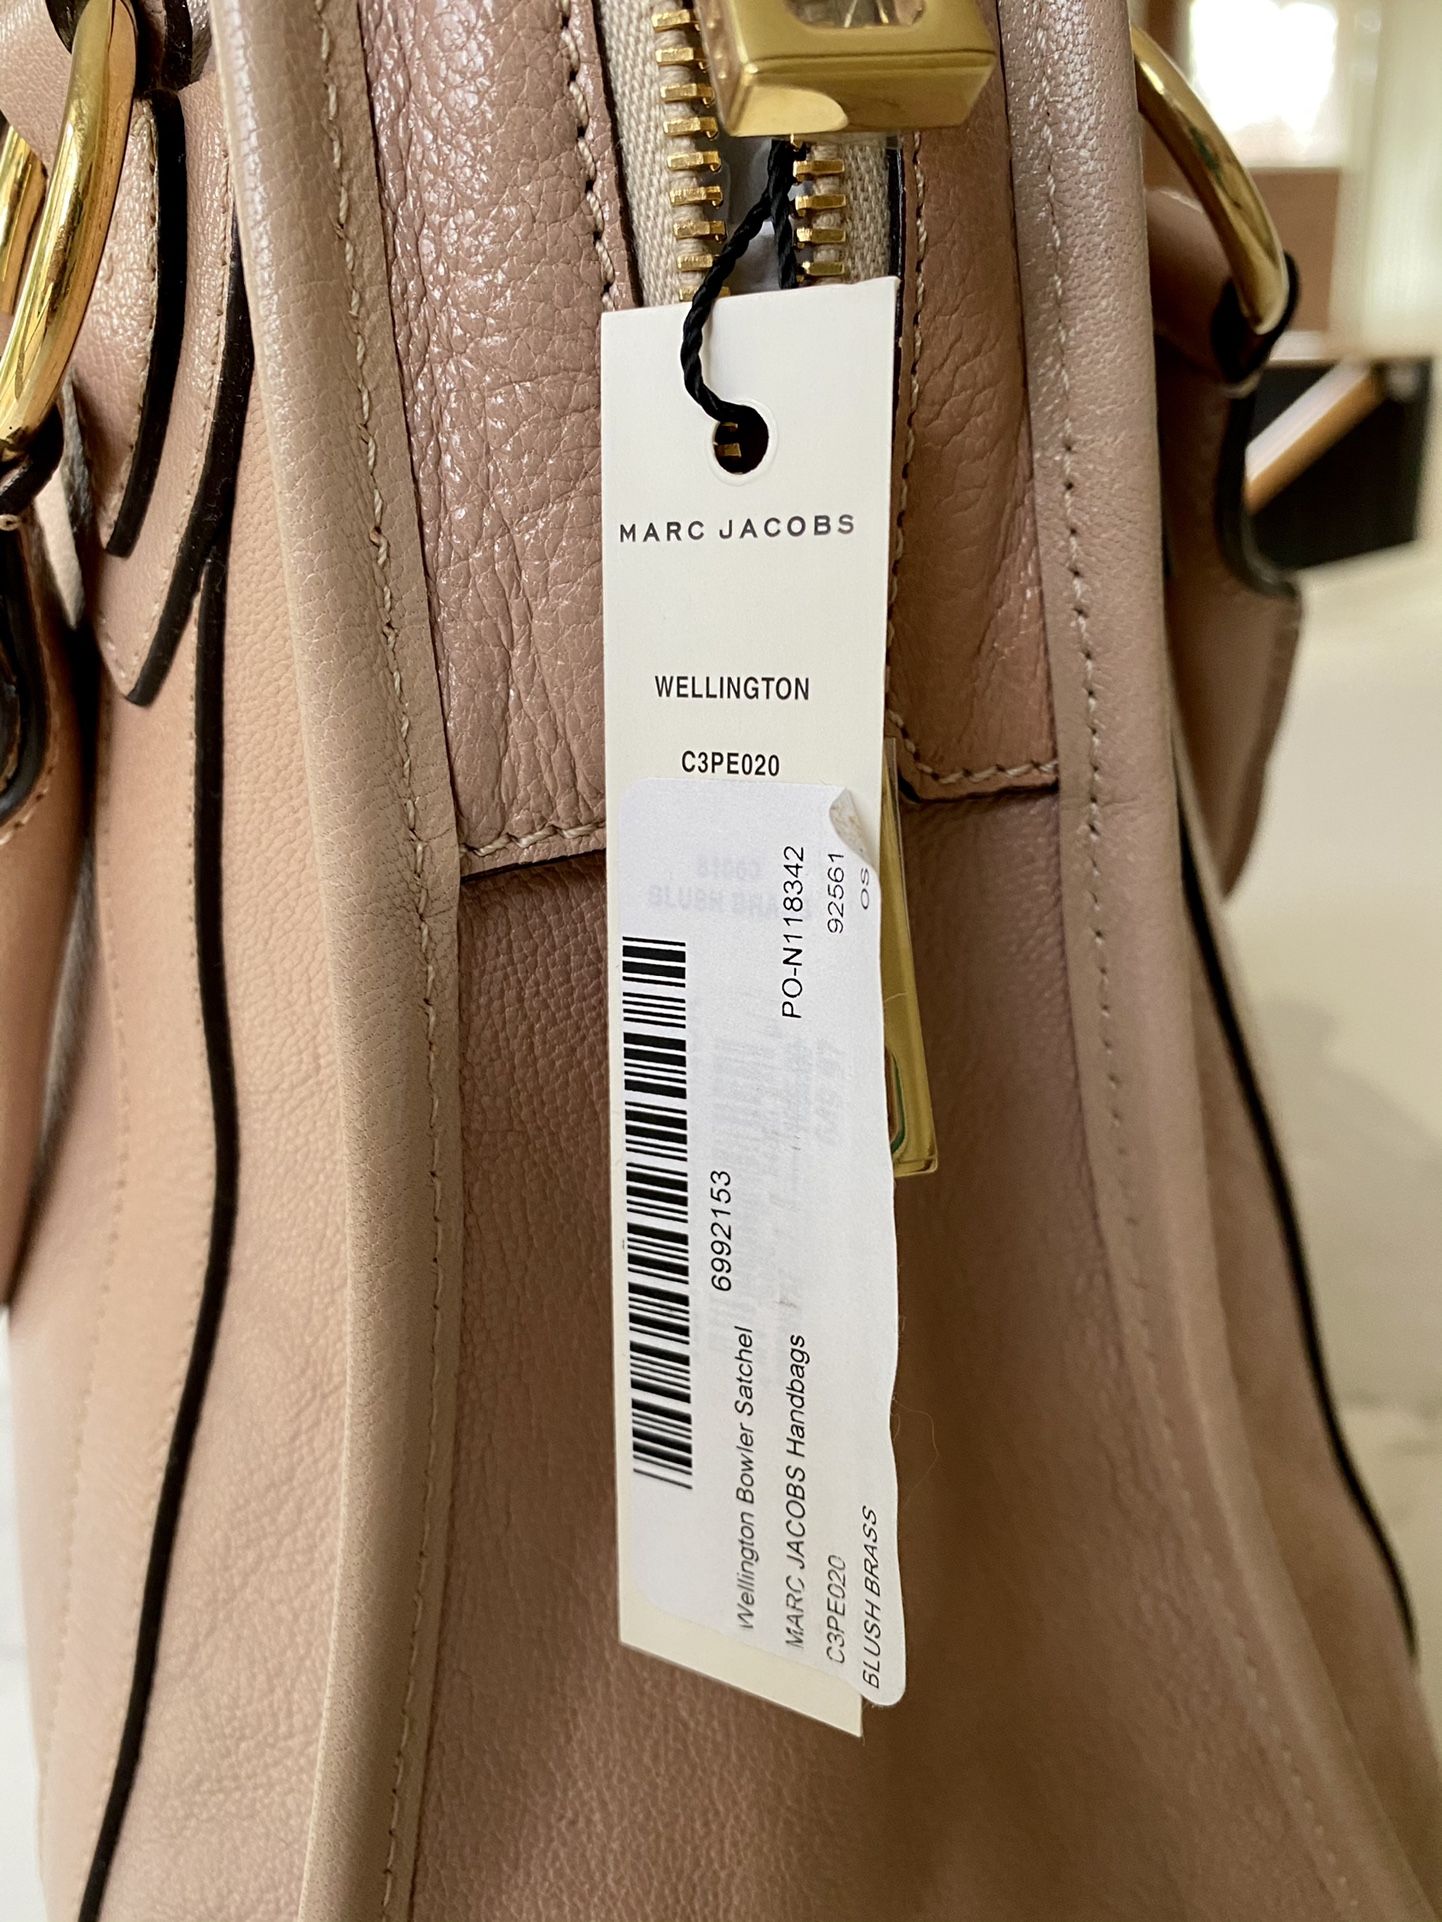 MARC JACOBS
WELLINGTON
C3PE020
6992153
Wellington Bowler Satchel
PO-N118342
MARC JACOBS Handbags
92561
C3PE020
OS
BLUSH BRASS